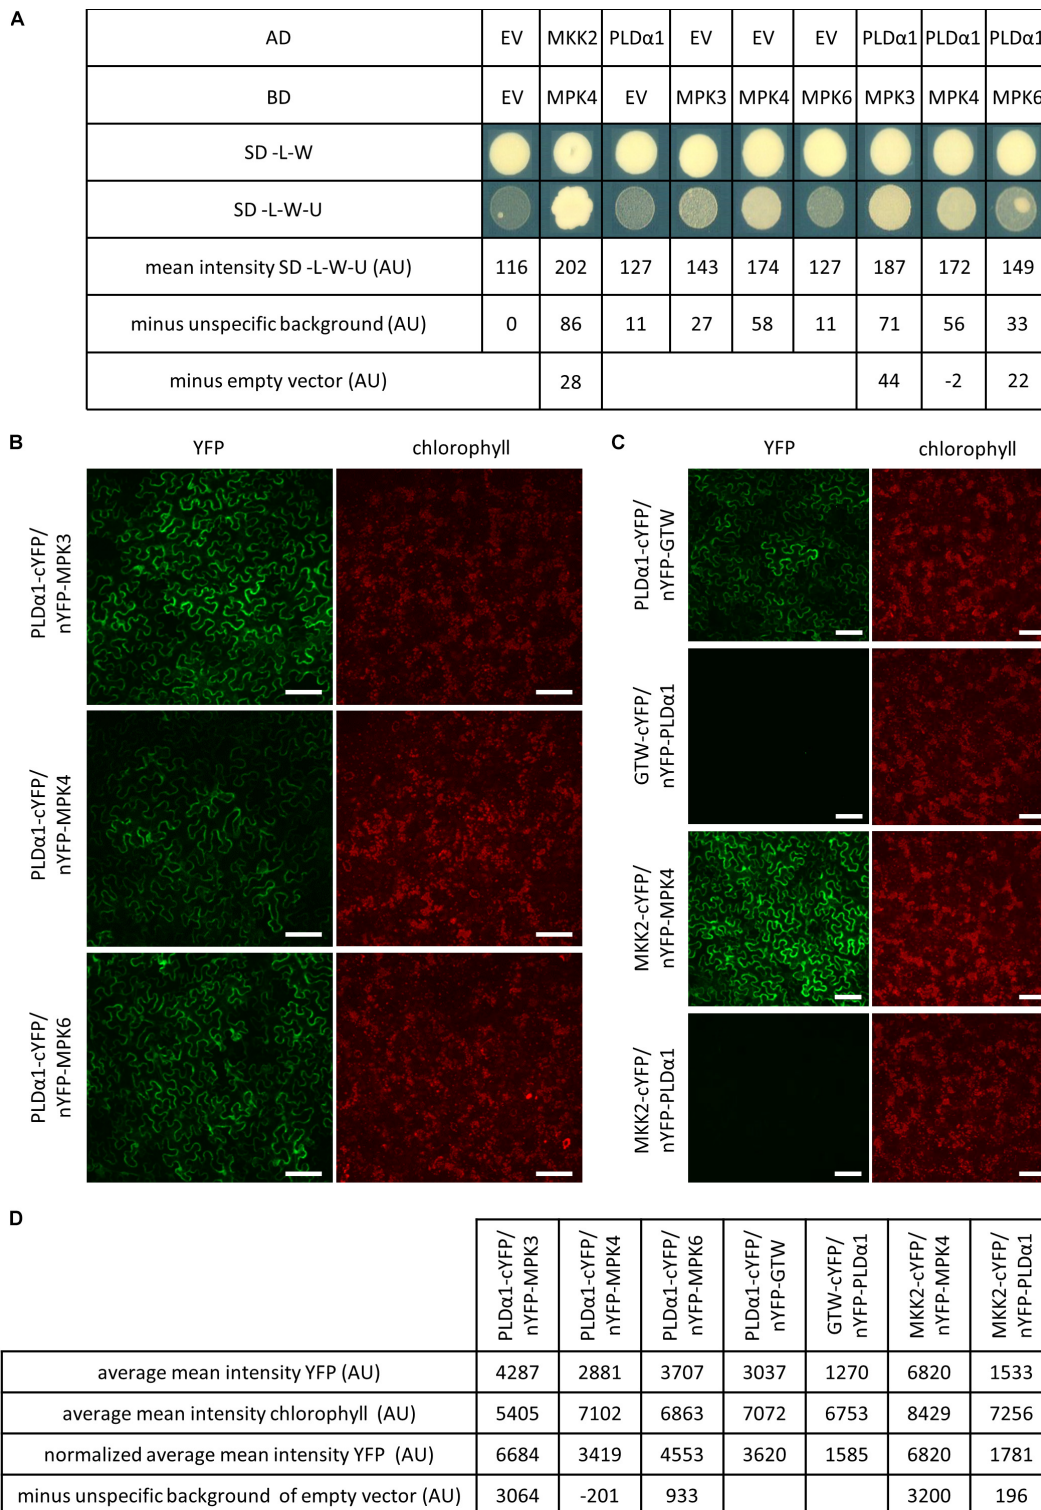 A
AD EV MKK2 PLDα1 EV EV EV PLDα1 PLDα1 PLDα1
BD EV MPK4 EV MPK3 MPK4 MPK6 MPK3 MPK4 MPK6
SD -L-W
SD -L-W-U
mean intensity SD -L-W-U (AU) 116 202 127 143 174 127 187 172 149
minus unspecific background (AU) 0 86 11 27 58 11 71 56 33
minus empty vector (AU) 28 44 -2 22
B
YFP chlorophyll
PLDα1-cYFP/
nYFP-MPK3
PLDα1-cYFP/
nYFP-MPK4
PLDα1-cYFP/
nYFP-MPK6
C
YFP chlorophyll
PLDα1-cYFP/
nYFP-GTW
GTW-cYFP/
nYFP-PLDα1
MKK2-cYFP/
nYFP-MPK4
MKK2-cYFP/
nYFP-PLDα1
D
PLDα1-cYFP/
nYFP-MPK3
PLDα1-cYFP/
nYFP-MPK4
PLDα1-cYFP/
nYFP-MPK6
PLDα1-cYFP/
nYFP-GTW
GTW-cYFP/
nYFP-PLDα1
MKK2-cYFP/
nYFP-MPK4
MKK2-cYFP/
nYFP-PLDα1
average mean intensity YFP (AU) 4287 2881 3707 3037 1270 6820 1533
average mean intensity chlorophyll (AU) 5405 7102 6863 7072 6753 8429 7256
normalized average mean intensity YFP (AU) 6684 3419 4553 3620 1585 6820 1781
minus unspecific background of empty vector (AU) 3064 -201 933 3200 196